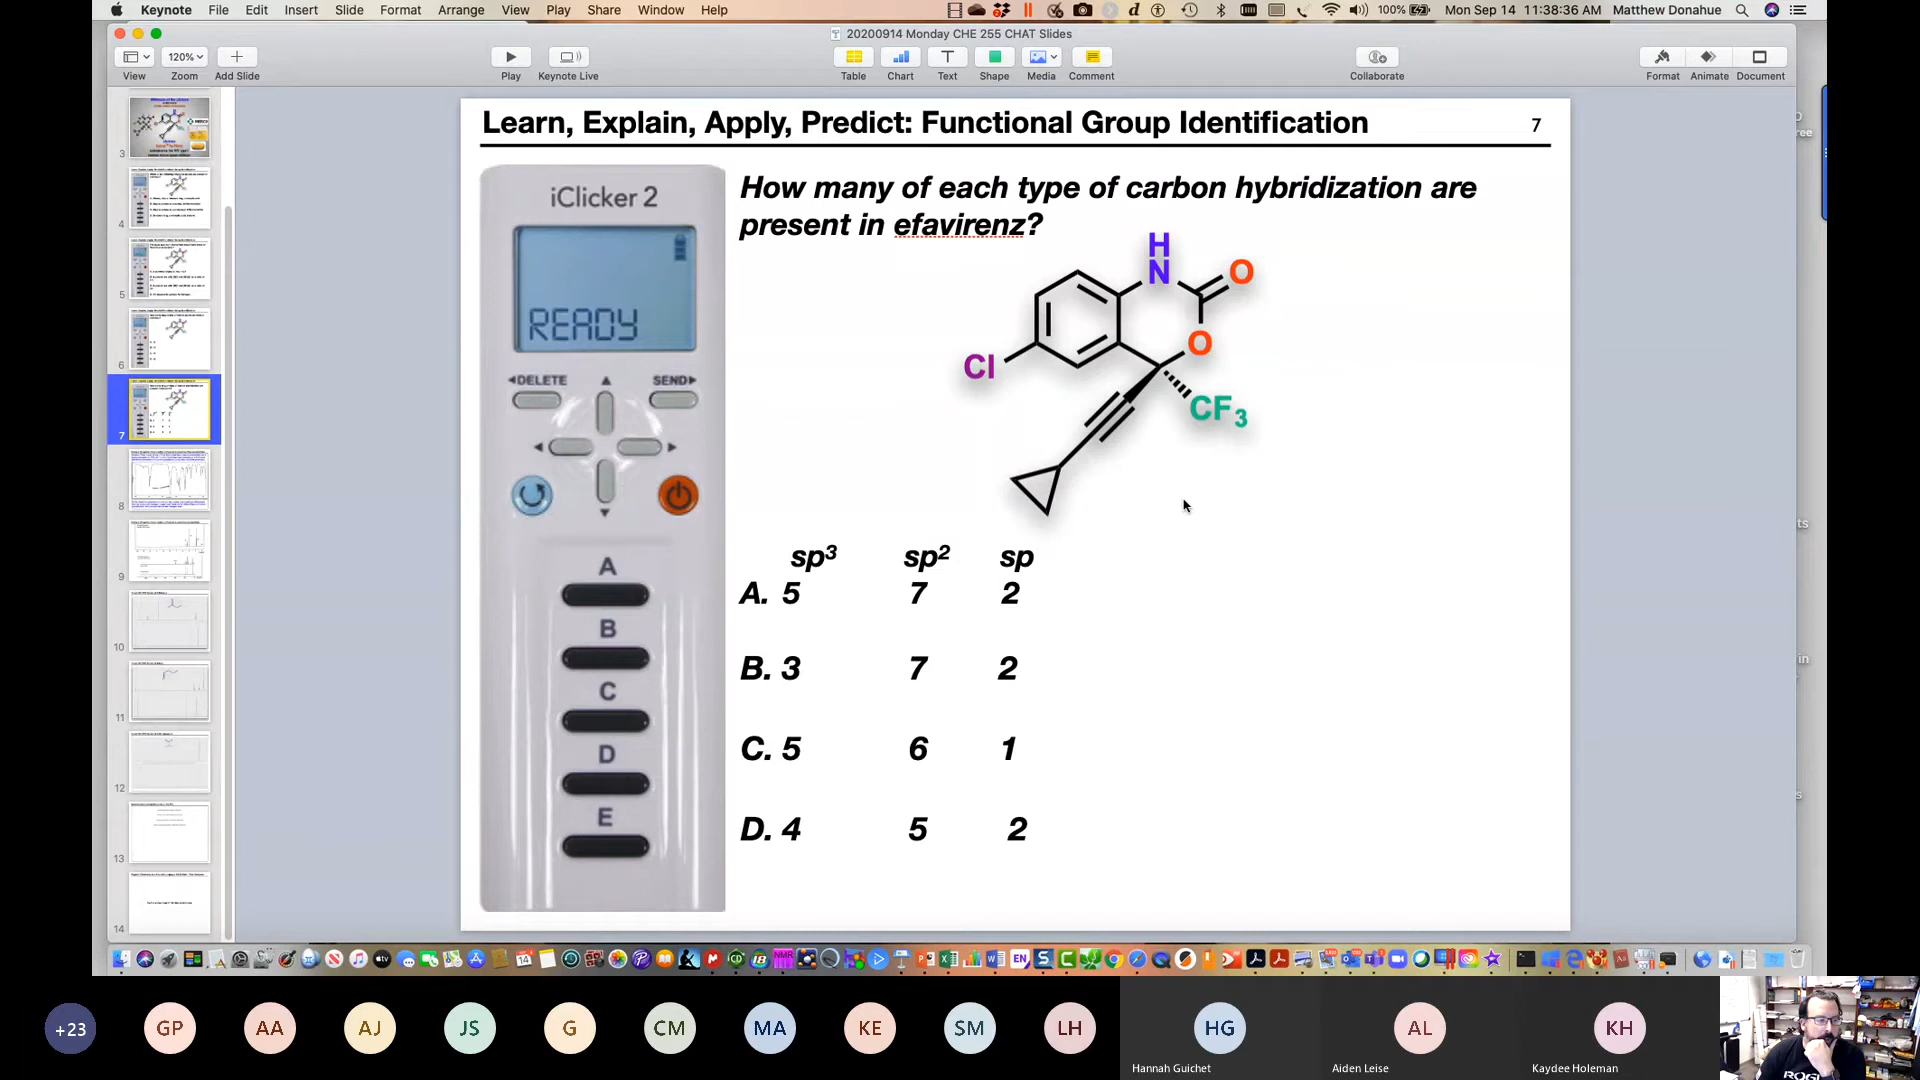 Keynote File Edit Insert Slide Format Arrange View Play Share Window Help 100% Mon Sep 14 11:38:36 AM Matthew Donahue
20200914 Monday CHE 255 CHAT Slides
120%
View Zoom Add Slide Play Keynote Live Table Chart Text Shape Media Comment Collaborate Format Animate Document
3
4
5
6
7
8
9
10
11
12
13
14
Learn, Explain, Apply, Predict: Functional Group Identification 7
iClicker 2
READY
◂DELETE ▴ SEND▸
◂ ▸
▾
A
B
C
D
E
How many of each type of carbon hybridization are
present in efavirenz?
H
N
O
O
Cl
CF3
sp3 sp2 sp
A. 5 7 2
B. 3 7 2
C. 5 6 1
D. 4 5 2
+23 GP AA AJ JS G CM MA KE SM LH HG AL KH
Hannah Guichet Aiden Leise Kaydee Holeman